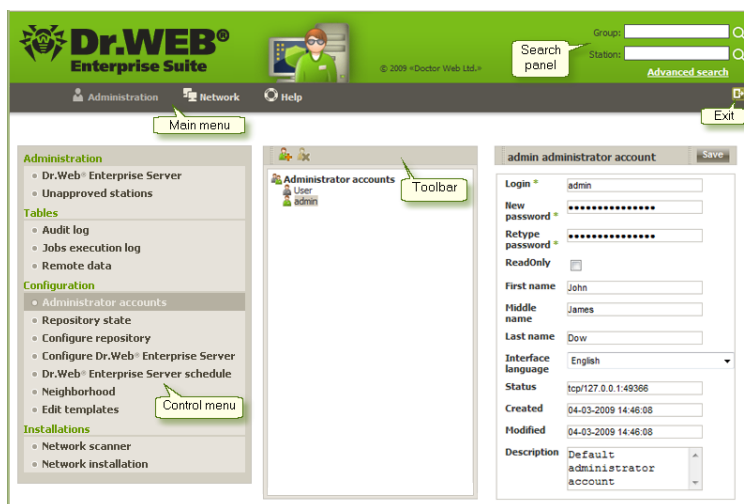 Dr.WEB®
Enterprise Suite
© 2009 «Doctor Web Ltd.»
Search panel
Group:
Station:
Advanced search
Administration
Network
Help
Main menu
Exit
Administration
Dr.Web® Enterprise Server
Unapproved stations
Tables
Audit log
Jobs execution log
Remote data
Configuration
Administrator accounts
Repository state
Configure repository
Configure Dr.Web® Enterprise Server
Dr.Web® Enterprise Server schedule
Neighborhood
Edit templates
Control menu
Installations
Network scanner
Network installation
Toolbar
Administrator accounts
User
admin
admin administrator account
Save
Login * admin
New password * •••••••••••••••
Retype password * •••••••••••••••
ReadOnly
First name John
Middle name James
Last name Dow
Interface language English
Status tcp/127.0.0.1:49366
Created 04-03-2009 14:46:08
Modified 04-03-2009 14:46:08
Description Default
administrator
account